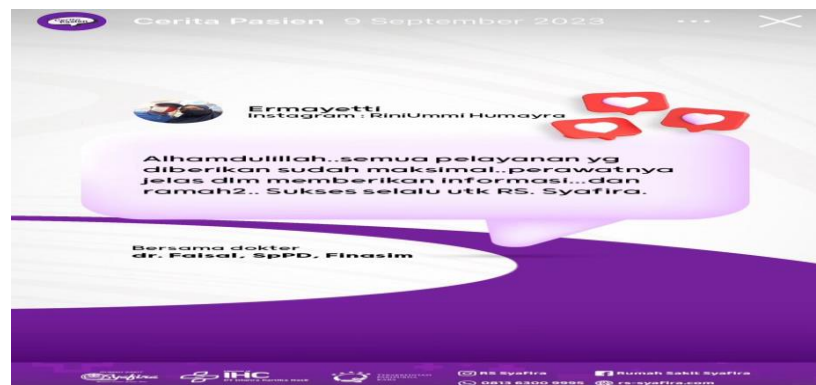 Cerita Pasien 9 September 2023
Ermayetti
Instagram : RiniUmmi Humayra
Alhamdulillah..semua pelayanan yg
diberikan sudah maksimal..perawatnya
jelas dlm memberikan informasi...dan
ramah2.. Sukses selalu utk RS. Syafira.
Bersama dokter
dr. Faisal, SpPD, Finasim
Syafira IHC
RS Syafira Rumah Sakit Syafira
0813 6300 9995 rs-syafira.com